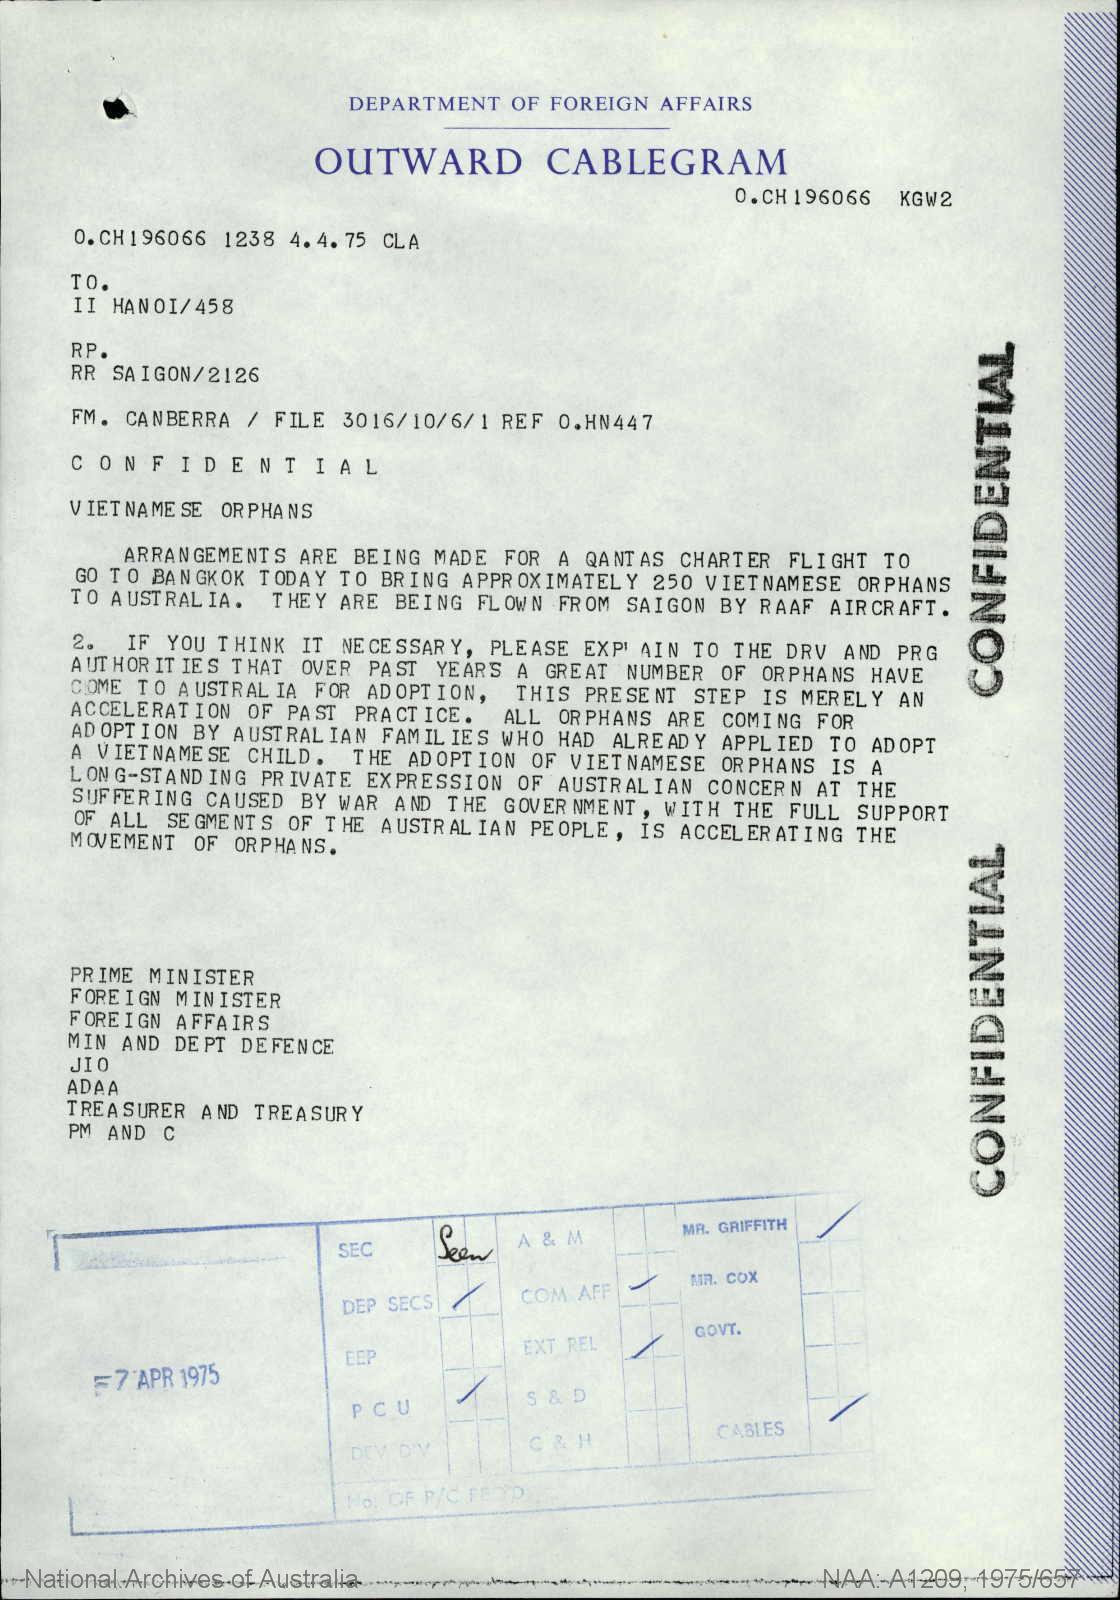 DEPARTMENT OF FOREIGN AFFAIRS
OUTWARD CABLEGRAM
O.CH196066 KGW2
O.CH196066 1238 4.4.75 CLA
TO.
II HANOI/458
RP.
RR SAIGON/2126
FM. CANBERRA / FILE 3016/10/6/1 REF O.HN447
C O N F I D E N T I A L
VIETNAMESE ORPHANS
ARRANGEMENTS ARE BEING MADE FOR A QANTAS CHARTER FLIGHT TO
GO TO BANGKOK TODAY TO BRING APPROXIMATELY 250 VIETNAMESE ORPHANS
TO AUSTRALIA. THEY ARE BEING FLOWN FROM SAIGON BY RAAF AIRCRAFT.
2. IF YOU THINK IT NECESSARY, PLEASE EXP'AIN TO THE DRV AND PRG
AUTHORITIES THAT OVER PAST YEARS A GREAT NUMBER OF ORPHANS HAVE
COME TO AUSTRALIA FOR ADOPTION, THIS PRESENT STEP IS MERELY AN
ACCELERATION OF PAST PRACTICE. ALL ORPHANS ARE COMING FOR
ADOPTION BY AUSTRALIAN FAMILIES WHO HAD ALREADY APPLIED TO ADOPT
A VIETNAMESE CHILD. THE ADOPTION OF VIETNAMESE ORPHANS IS A
LONG-STANDING PRIVATE EXPRESSION OF AUSTRALIAN CONCERN AT THE
SUFFERING CAUSED BY WAR AND THE GOVERNMENT, WITH THE FULL SUPPORT
OF ALL SEGMENTS OF THE AUSTRALIAN PEOPLE, IS ACCELERATING THE
MOVEMENT OF ORPHANS.
CONFIDENTIAL
CONFIDENTIAL
PRIME MINISTER
FOREIGN MINISTER
FOREIGN AFFAIRS
MIN AND DEPT DEFENCE
JIO
ADAA
TREASURER AND TREASURY
PM AND C
SEC Seen A & M MR. GRIFFITH
DEP SECS COM AFF MR. COX
EEP EXT REL GOVT.
7 APR 1975
P C U S & D
DEV DIV C & H CABLES
No. OF P/C
National Archives of Australia NAA: A1209, 1975/657